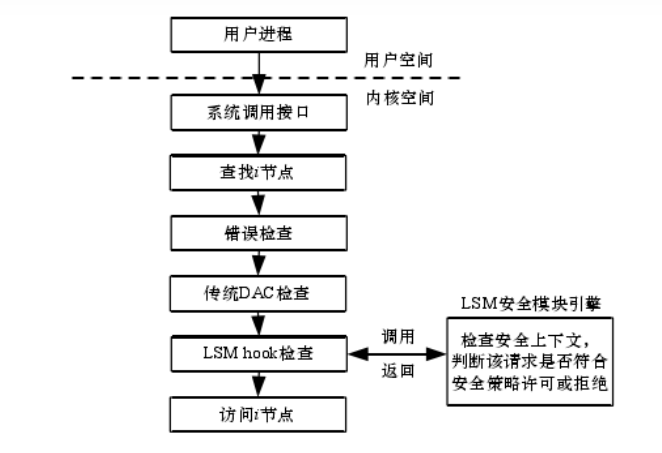 用户进程
用户空间
内核空间
系统调用接口
查找i节点
错误检查
传统DAC检查
LSM安全模块引擎
LSM hook检查
调用
返回
检查安全上下文，
判断该请求是否符合
安全策略许可或拒绝
访问i节点